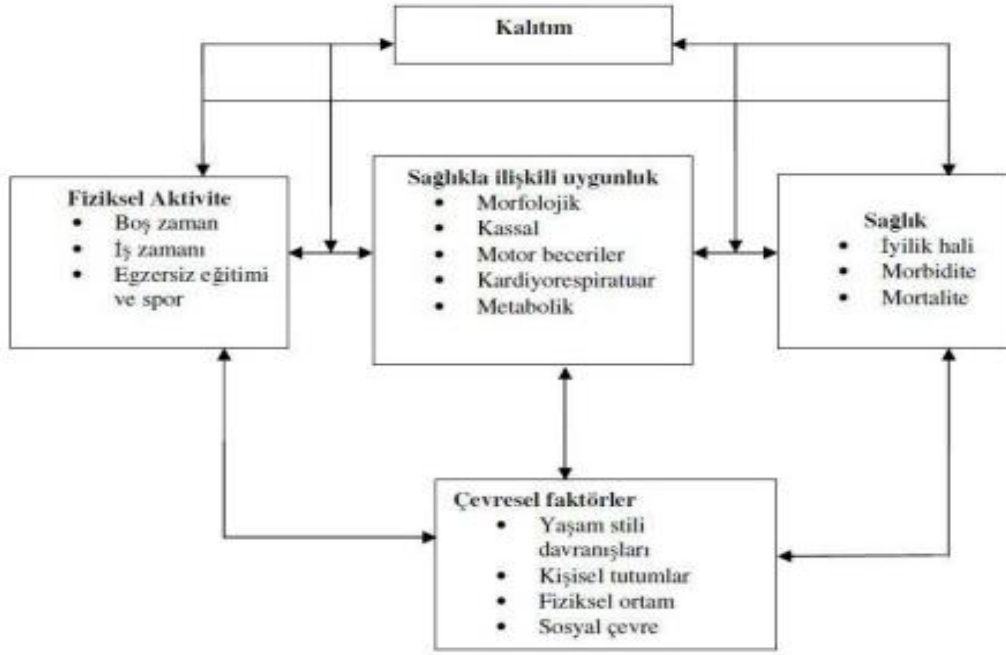 Kalıtım
Fiziksel Aktivite
• Boş zaman
• İş zamanı
• Egzersiz eğitimi
ve spor
Sağlıkla ilişkili uygunluk
• Morfolojik
• Kassal
• Motor beceriler
• Kardiyorespiratuar
• Metabolik
Sağlık
• İyilik hali
• Morbidite
• Mortalite
Çevresel faktörler
• Yaşam stili
davranışları
• Kişisel tutumlar
• Fiziksel ortam
• Sosyal çevre